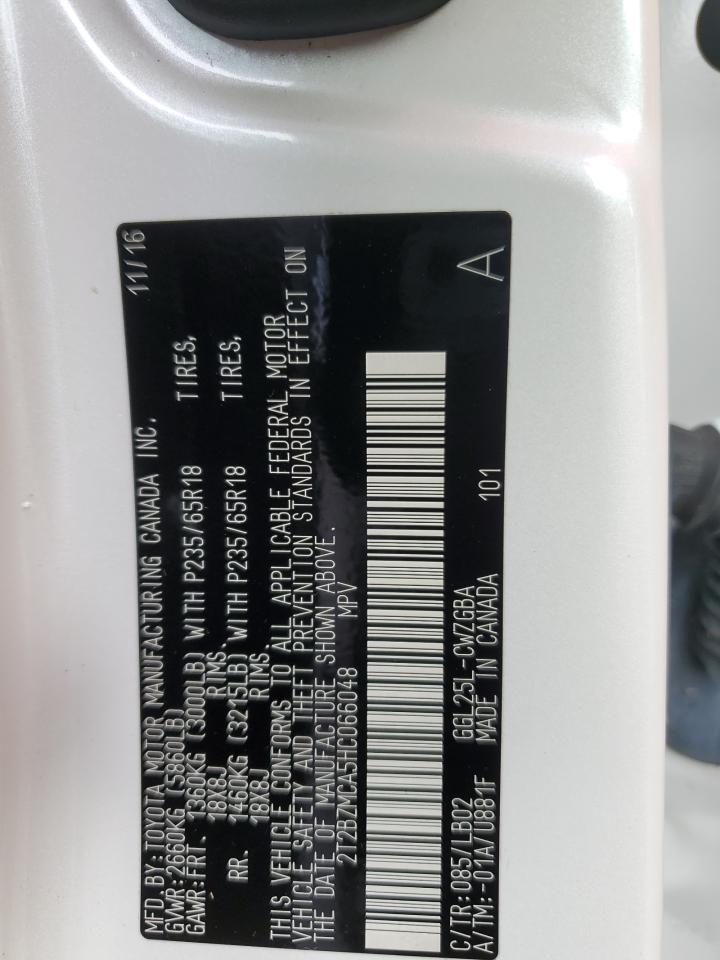 MFD. BY:TOYOTA MOTOR MANUFACTURING CANADA INC. 11/16
GVWR:2660KG (5860LB)
GAWR:FRT. 1360KG (3000LB) WITH P235/65R18 TIRES,
18X8J RIMS.
RR. 1460KG (3215LB) WITH P235/65R18 TIRES,
18X8J RIMS.
THIS VEHICLE CONFORMS TO ALL APPLICABLE FEDERAL MOTOR
VEHICLE SAFETY AND THEFT PREVENTION STANDARDS IN EFFECT ON
THE DATE OF MANUFACTURE SHOWN ABOVE.
2T2BZMCA5HC066048 MPV
C/TR:085/LB02 GGL25L-CWZGBA 101 A
A/TM:-01A/U881F MADE IN CANADA